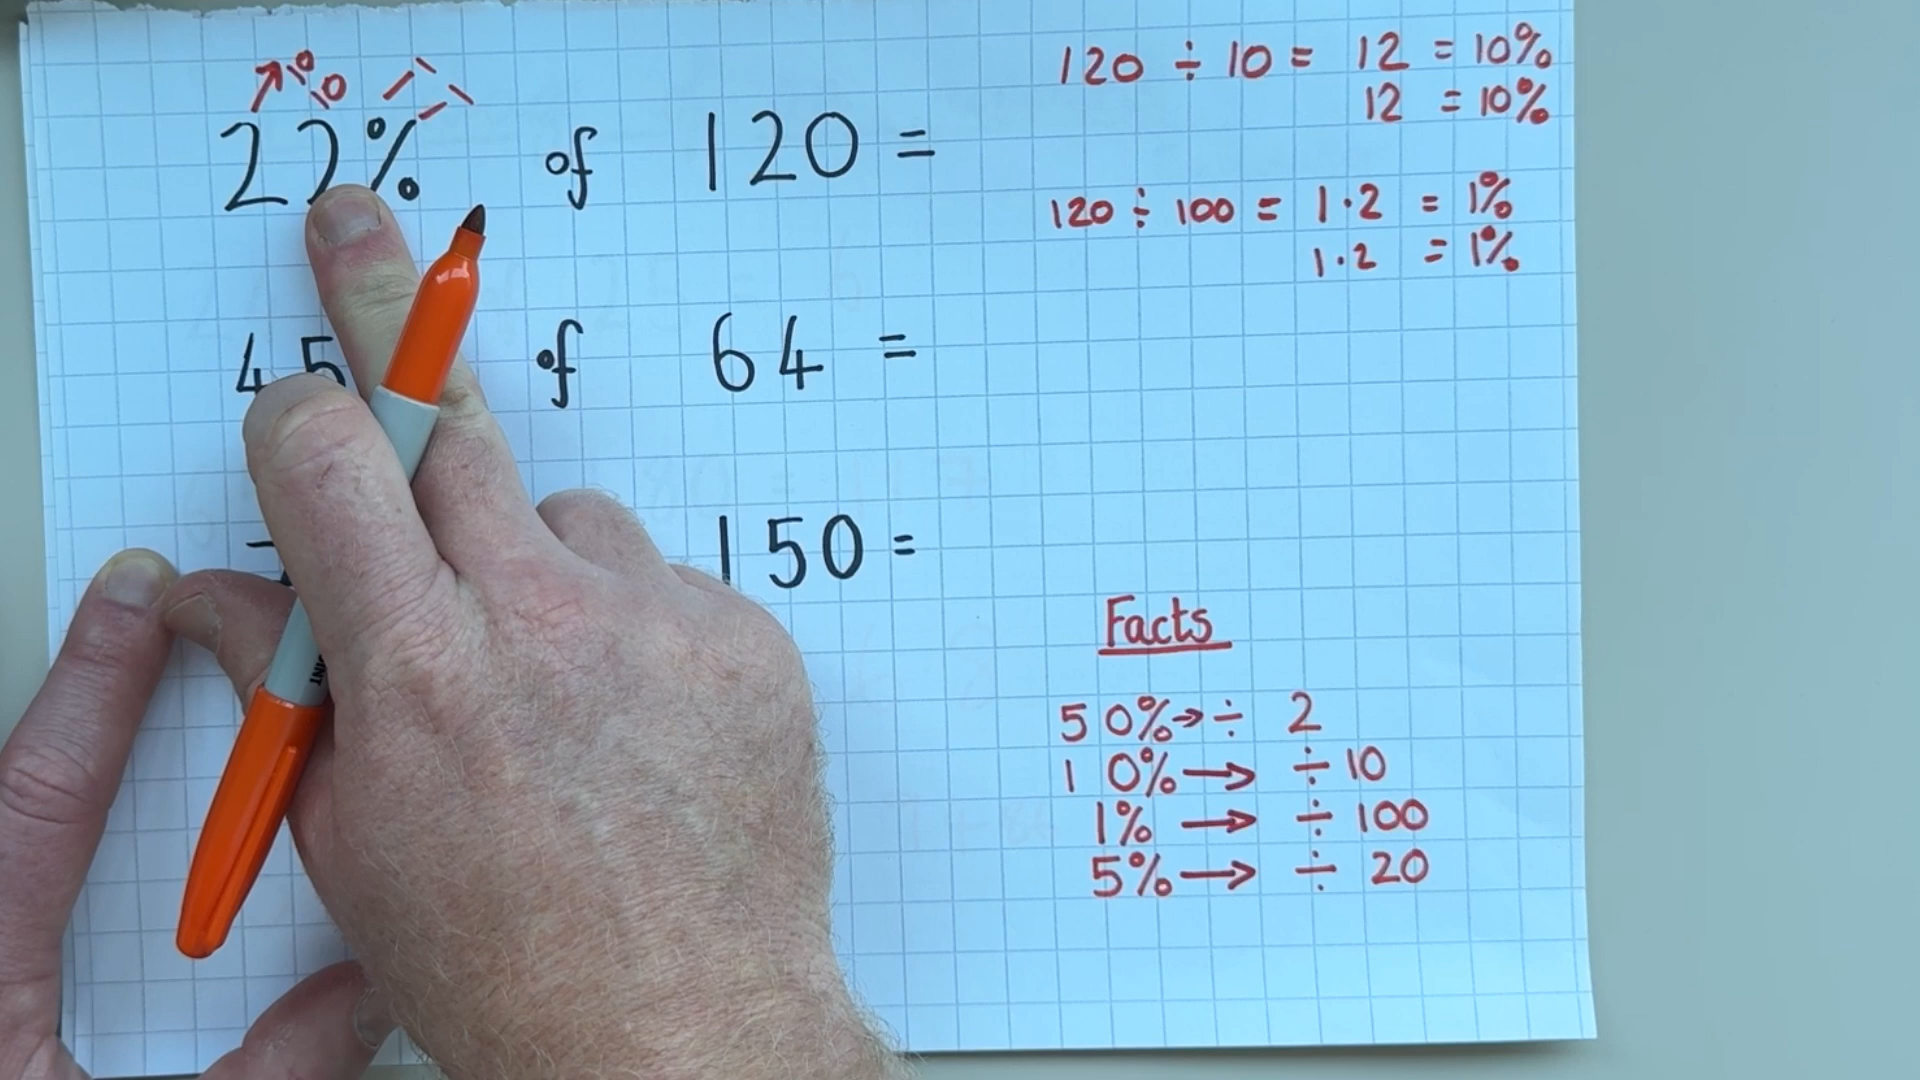 22% of 120 =
120 ÷ 10 = 12 = 10%
12 = 10%
120 ÷ 100 = 1·2 = 1%
1·2 = 1%
45 of 64 =
150 =
Facts
50% → ÷ 2
10% → ÷ 10
1% → ÷ 100
5% → ÷ 20